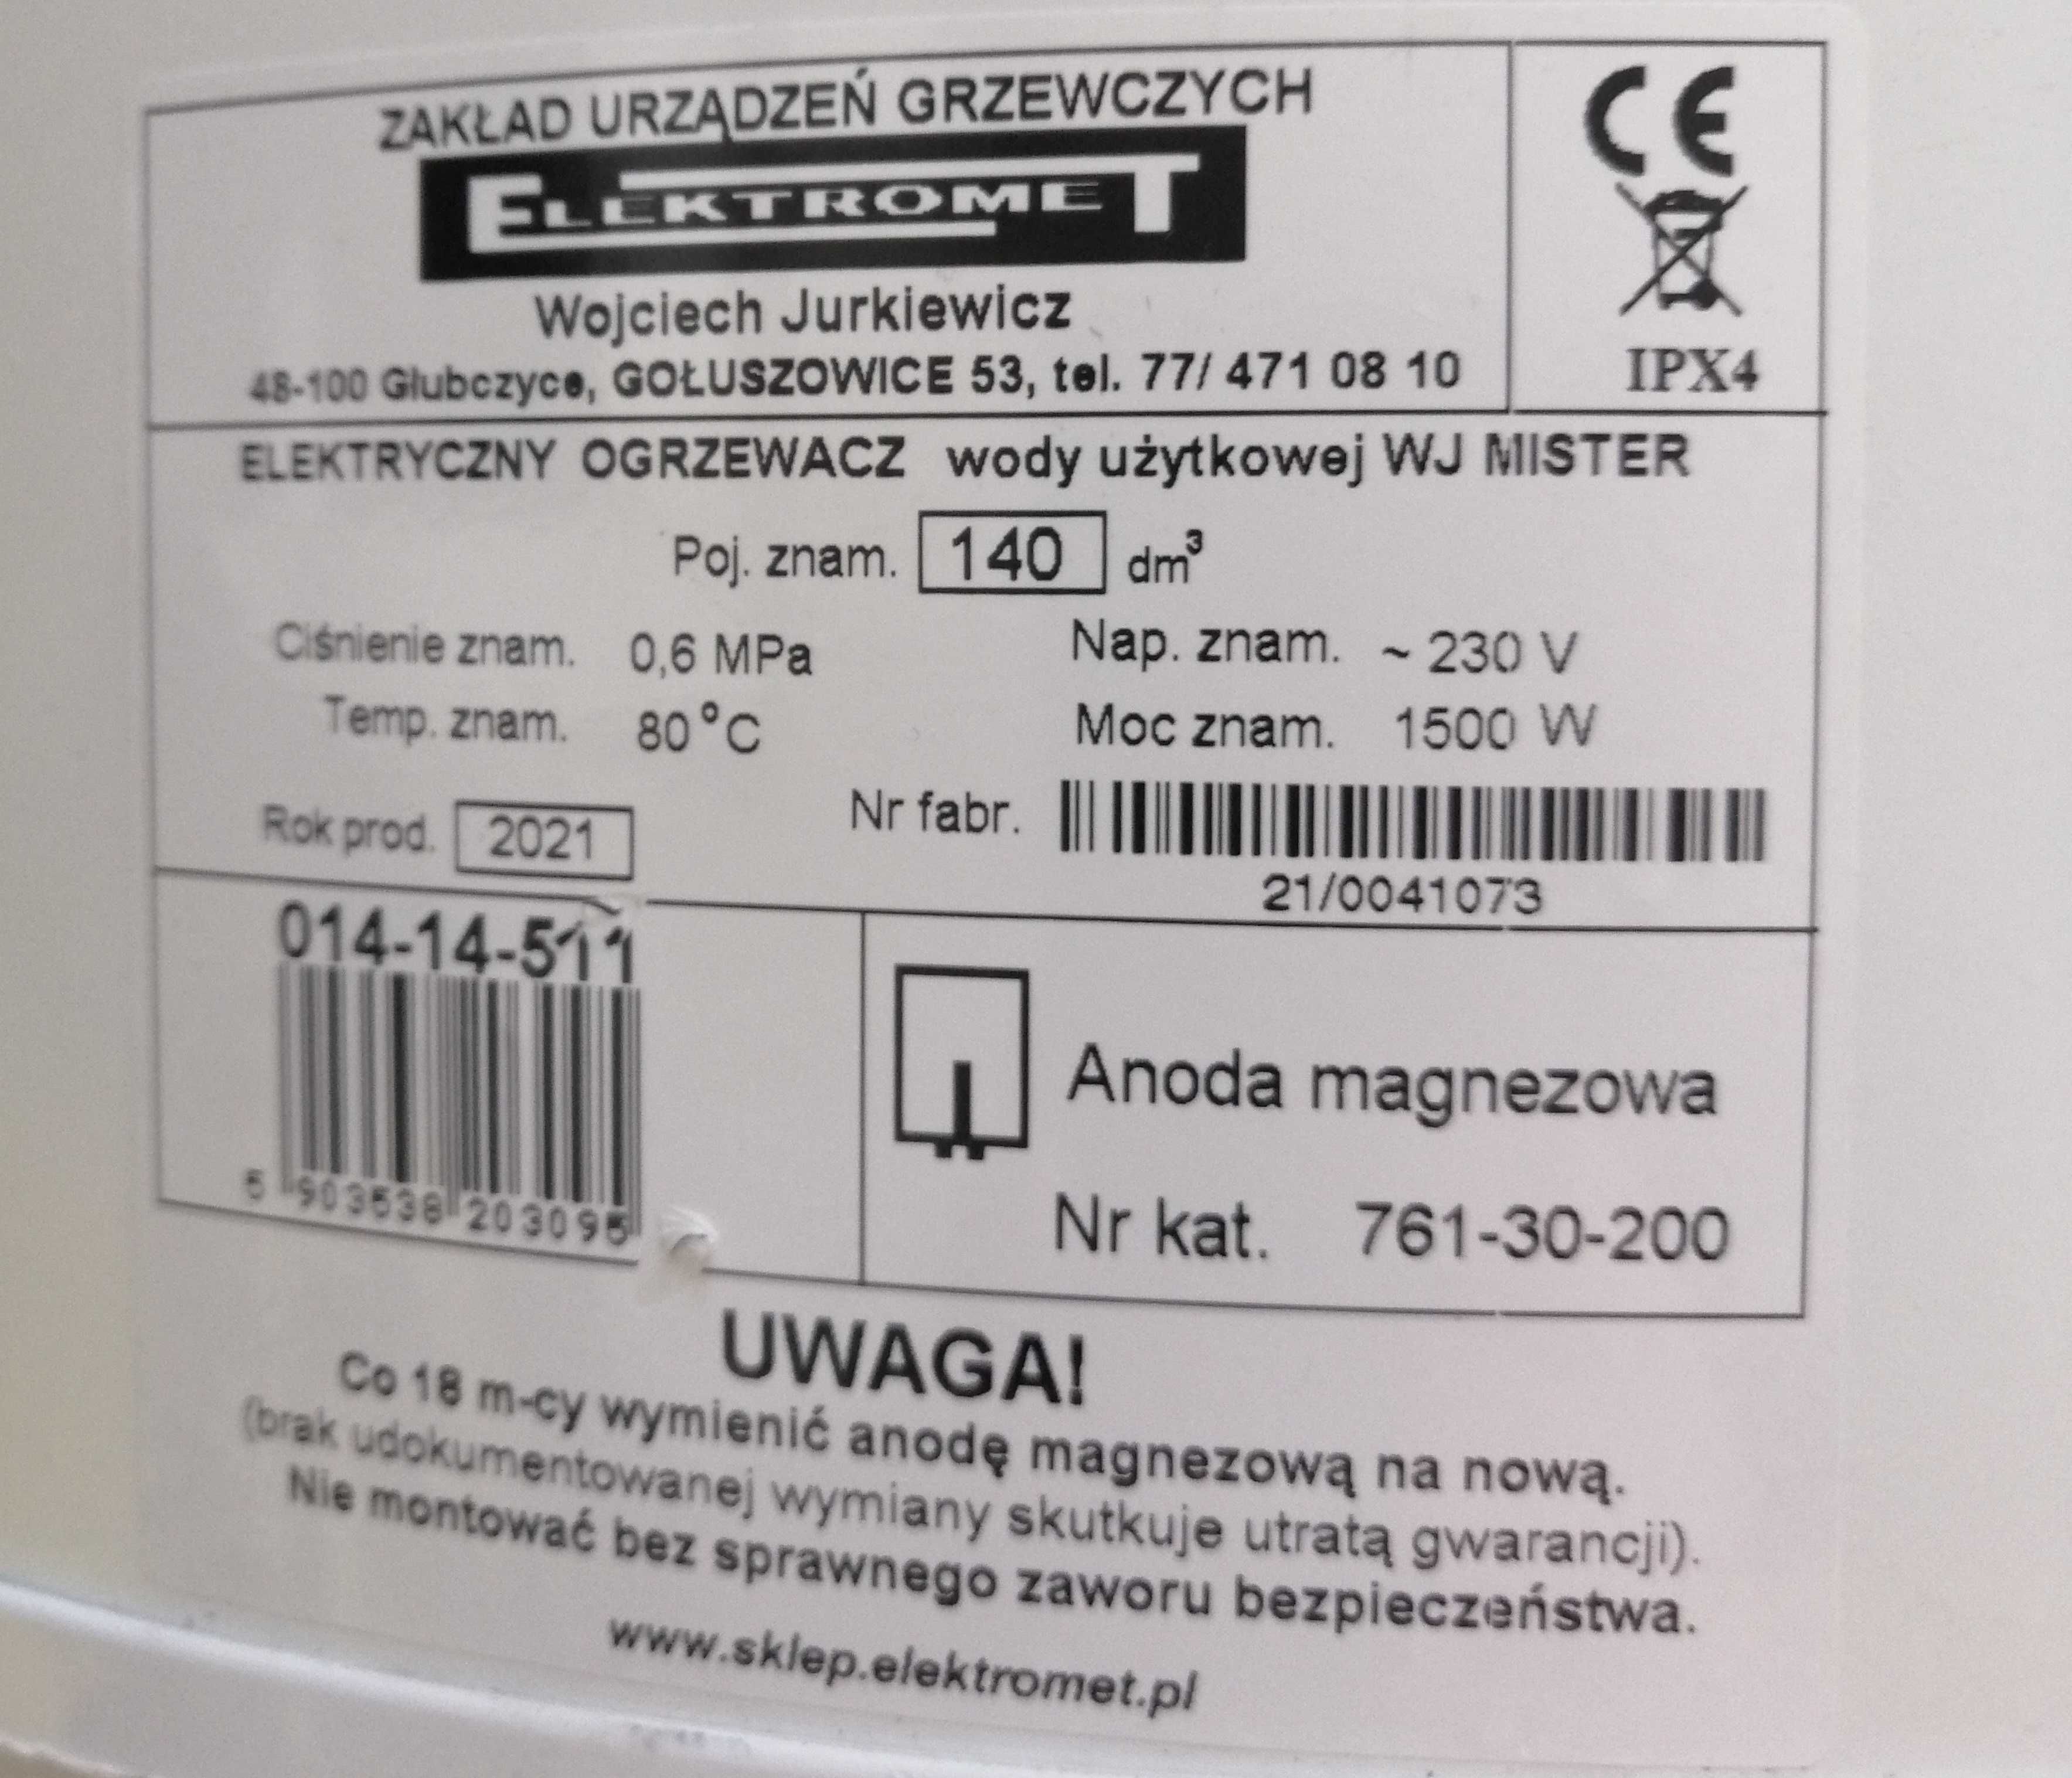 ZAKŁAD URZĄDZEŃ GRZEWCZYCH
ELEKTROMET
Wojciech Jurkiewicz
48-100 Głubczyce, GOŁUSZOWICE 53, tel. 77/ 471 08 10
CE
IPX4
ELEKTRYCZNY OGRZEWACZ wody użytkowej WJ MISTER
Poj. znam. 140 dm³
Ciśnienie znam. 0,6 MPa Nap. znam. ~ 230 V
Temp. znam. 80°C Moc znam. 1500 W
Rok prod. 2021 Nr fabr.
21/0041073
014-14-511
5 903538 203095
Anoda magnezowa
Nr kat. 761-30-200
UWAGA!
Co 18 m-cy wymienić anodę magnezową na nową.
(brak udokumentowanej wymiany skutkuje utratą gwarancji).
Nie montować bez sprawnego zaworu bezpieczeństwa.
www.sklep.elektromet.pl